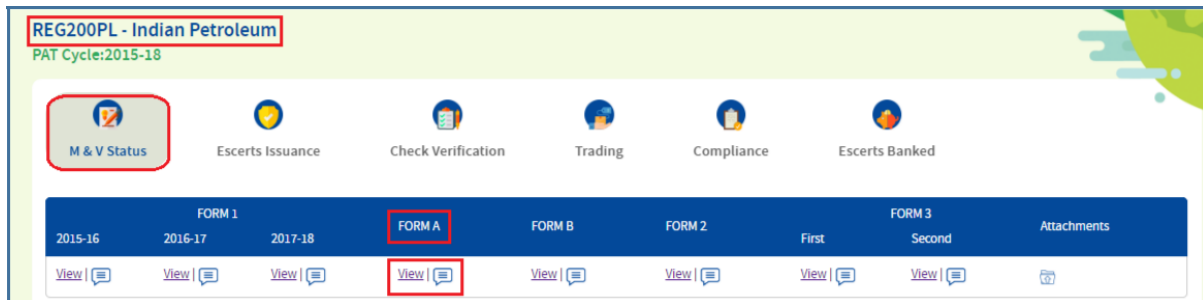 REG200PL - Indian Petroleum
PAT Cycle:2015-18
M & V Status Escerts Issuance Check Verification Trading Compliance Escerts Banked
FORM 1 FORM A FORM B FORM 2 FORM 3 Attachments
2015-16 2016-17 2017-18 First Second
View | View | View | View | View | View | View | View |